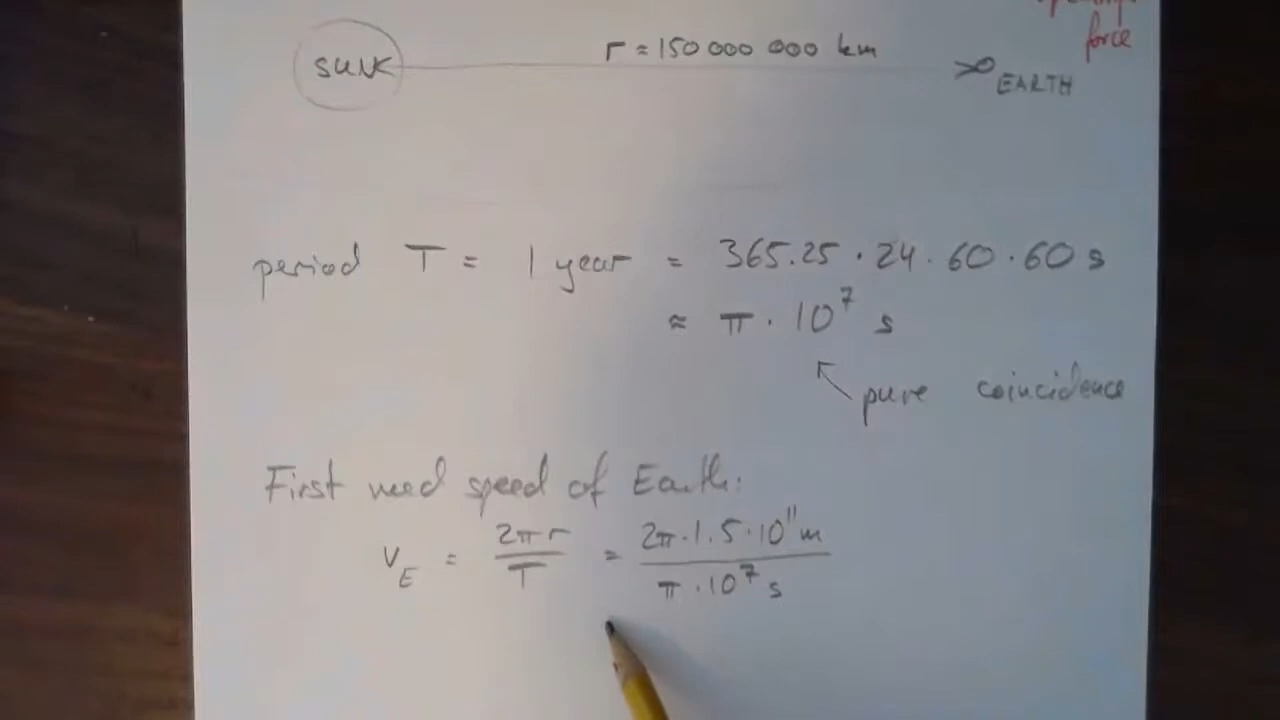 force
SUN
r = 150 000 000 km
EARTH
period T = 1 year = 365.25 · 24 · 60 · 60 s
≈ π · 10⁷ s
pure coincidence
First need speed of Earth:
v_E = 2πr / T = 2π · 1.5 · 10¹¹ m / π · 10⁷ s